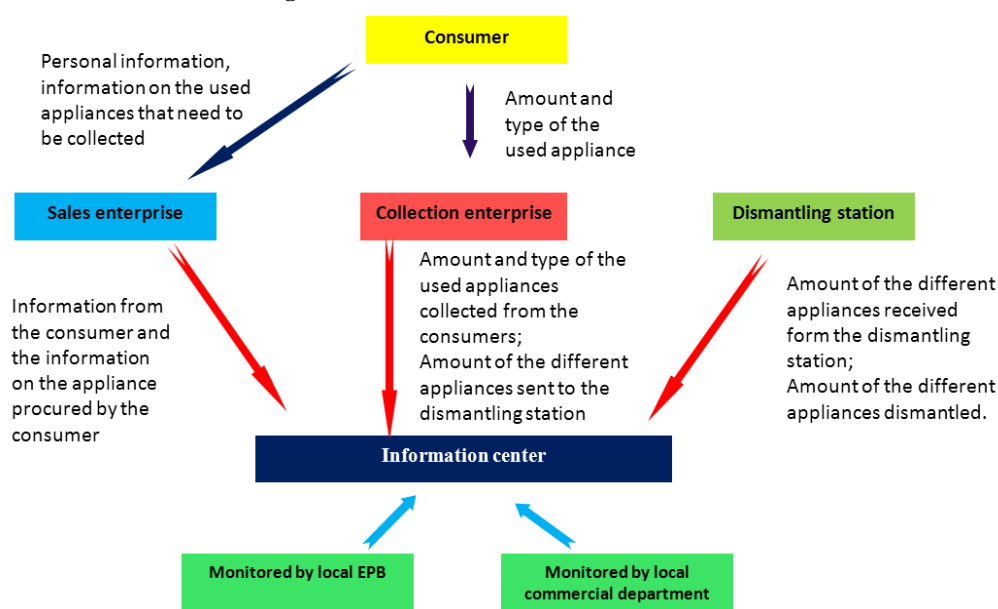 Consumer
Personal information,
information on the used
appliances that need to
be collected
Amount and
type of the
used appliance
Sales enterprise
Collection enterprise
Dismantling station
Information from
the consumer and
the information
on the appliance
procured by the
consumer
Amount and type of the
used appliances
collected from the
consumers;
Amount of the different
appliances sent to the
dismantling station
Amount of the different
appliances received
form the dismantling
station;
Amount of the different
appliances dismantled.
Information center
Monitored by local EPB
Monitored by local
commercial department